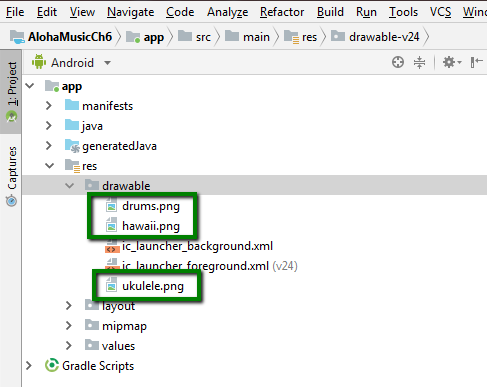 File Edit View Navigate Code Analyze Refactor Build Run Tools VCS Window
AlohaMusicCh6 app src main res drawable-v24
1: Project
Captures
Android
app
manifests
java
generatedJava
res
drawable
drums.png
hawaii.png
ic_launcher_background.xml
ic_launcher_foreground.xml (v24)
ukulele.png
layout
mipmap
values
Gradle Scripts